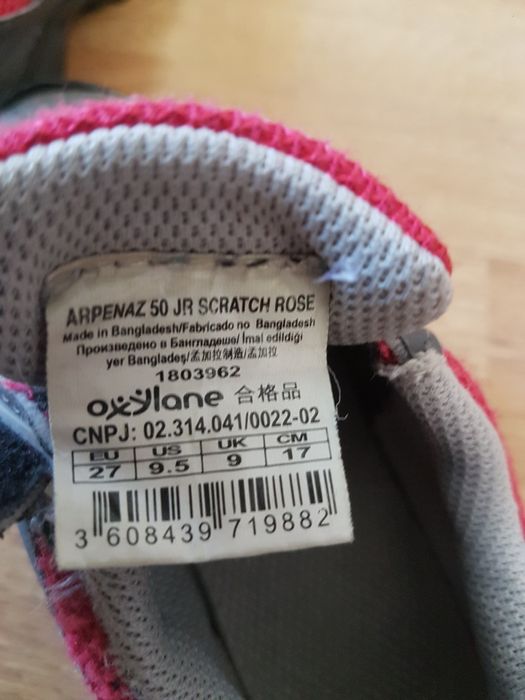 ARPENAZ 50 JR SCRATCH ROSE
Made in Bangladesh/Fabricado no Bangladesh
Произведено в Бангладеше/İmal edildiği
yer Bangladeş/孟加拉制造/孟加拉
1803962
oxylane 合格品
CNPJ: 02.314.041/0022-02
EU US UK CM
27 9.5 9 17
3 608439 719882